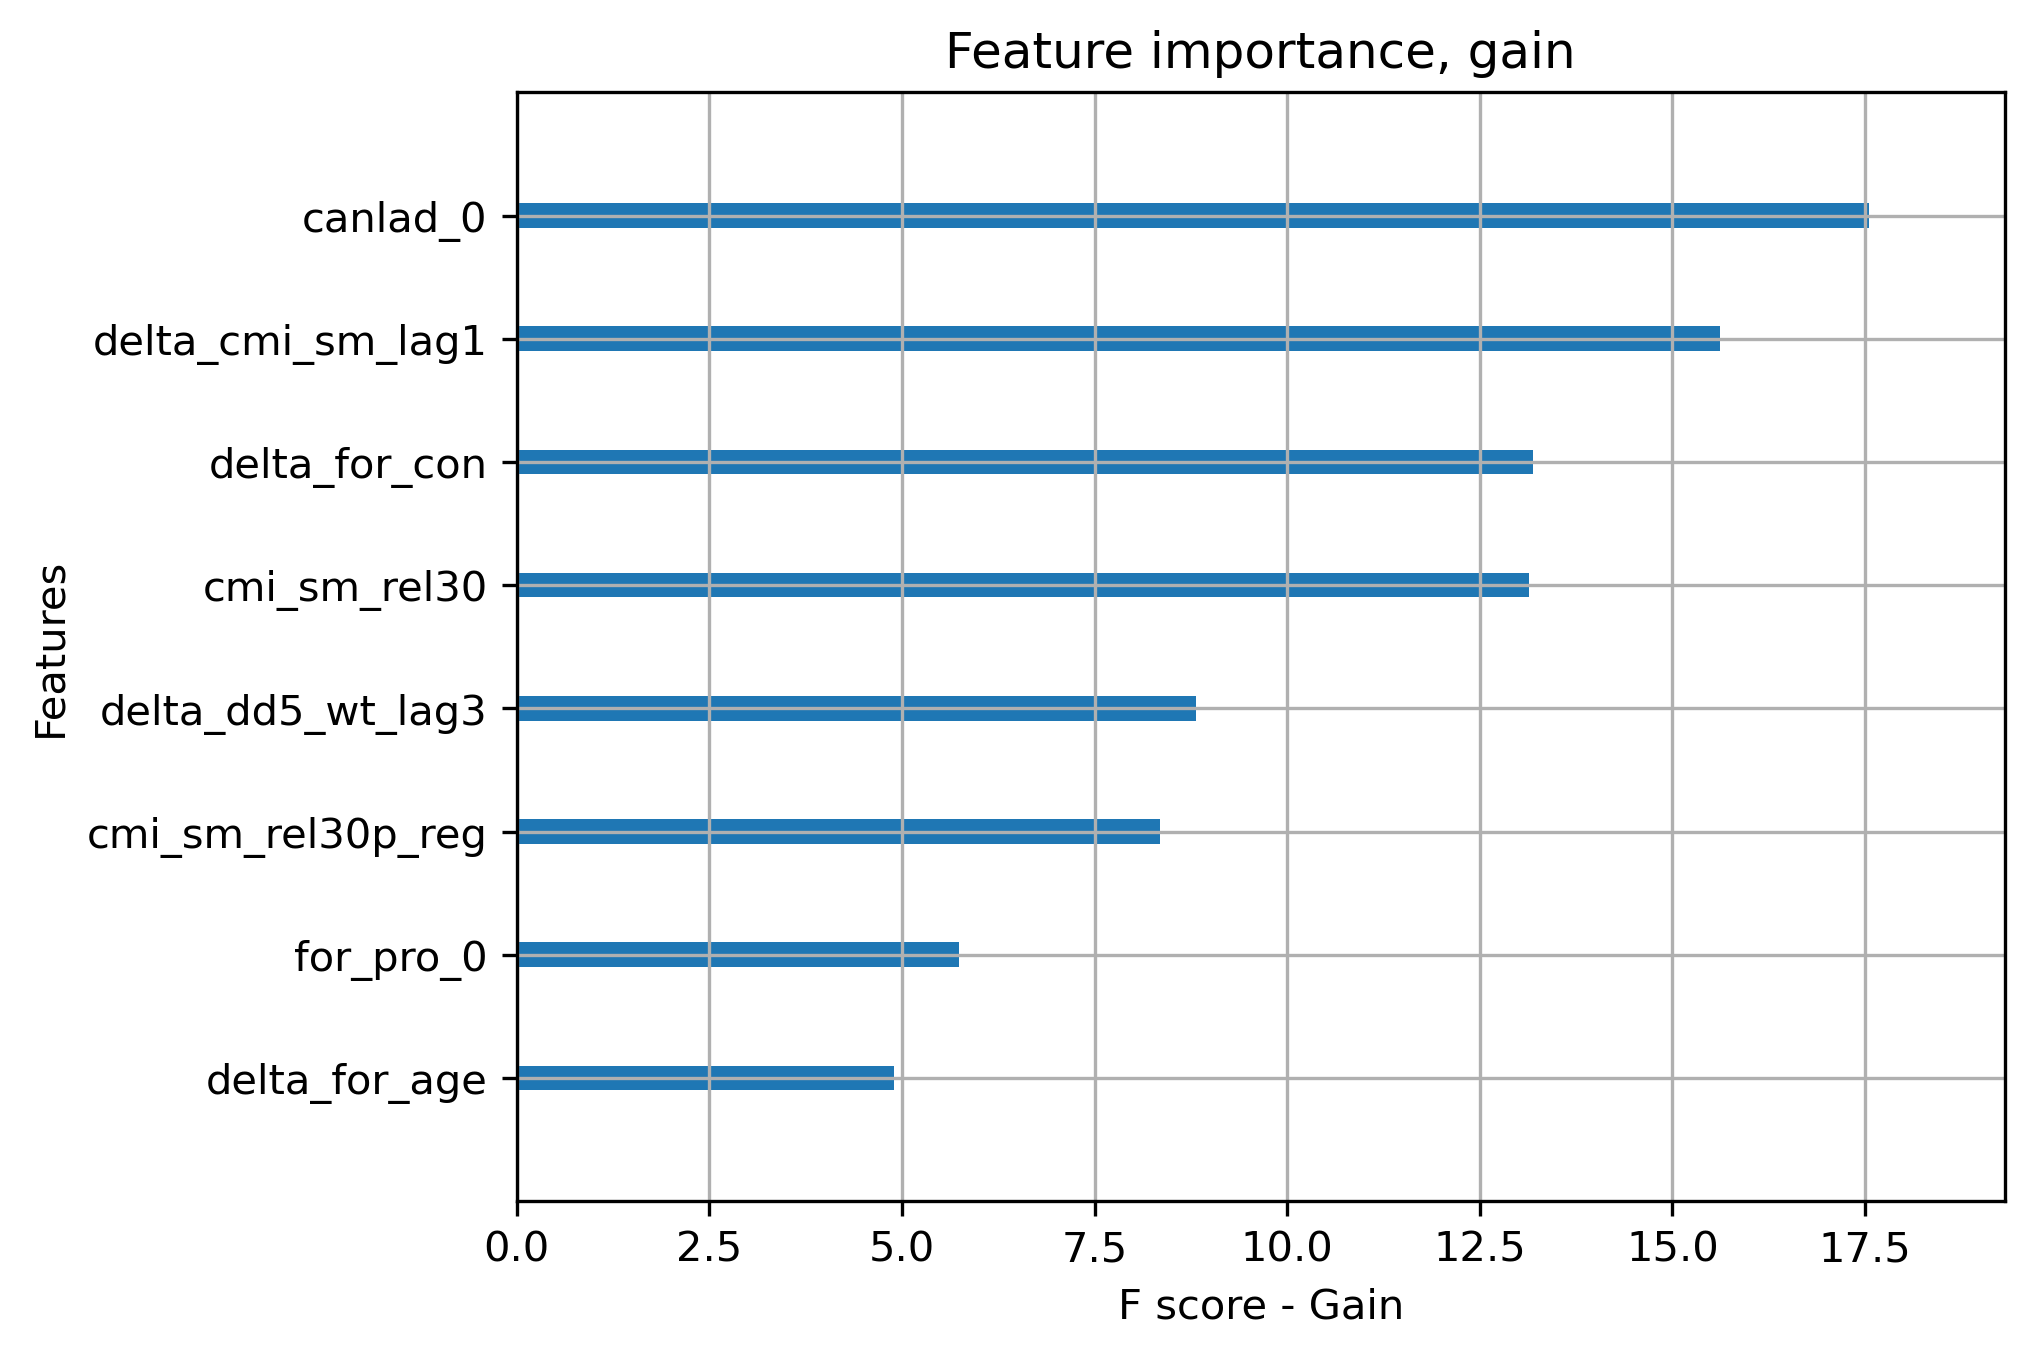 Feature importance, gain
canlad_0
delta_cmi_sm_lag1
delta_for_con
cmi_sm_rel30
delta_dd5_wt_lag3
cmi_sm_rel30p_reg
for_pro_0
delta_for_age
Features
0.0 2.5 5.0 7.5 10.0 12.5 15.0 17.5
F score - Gain